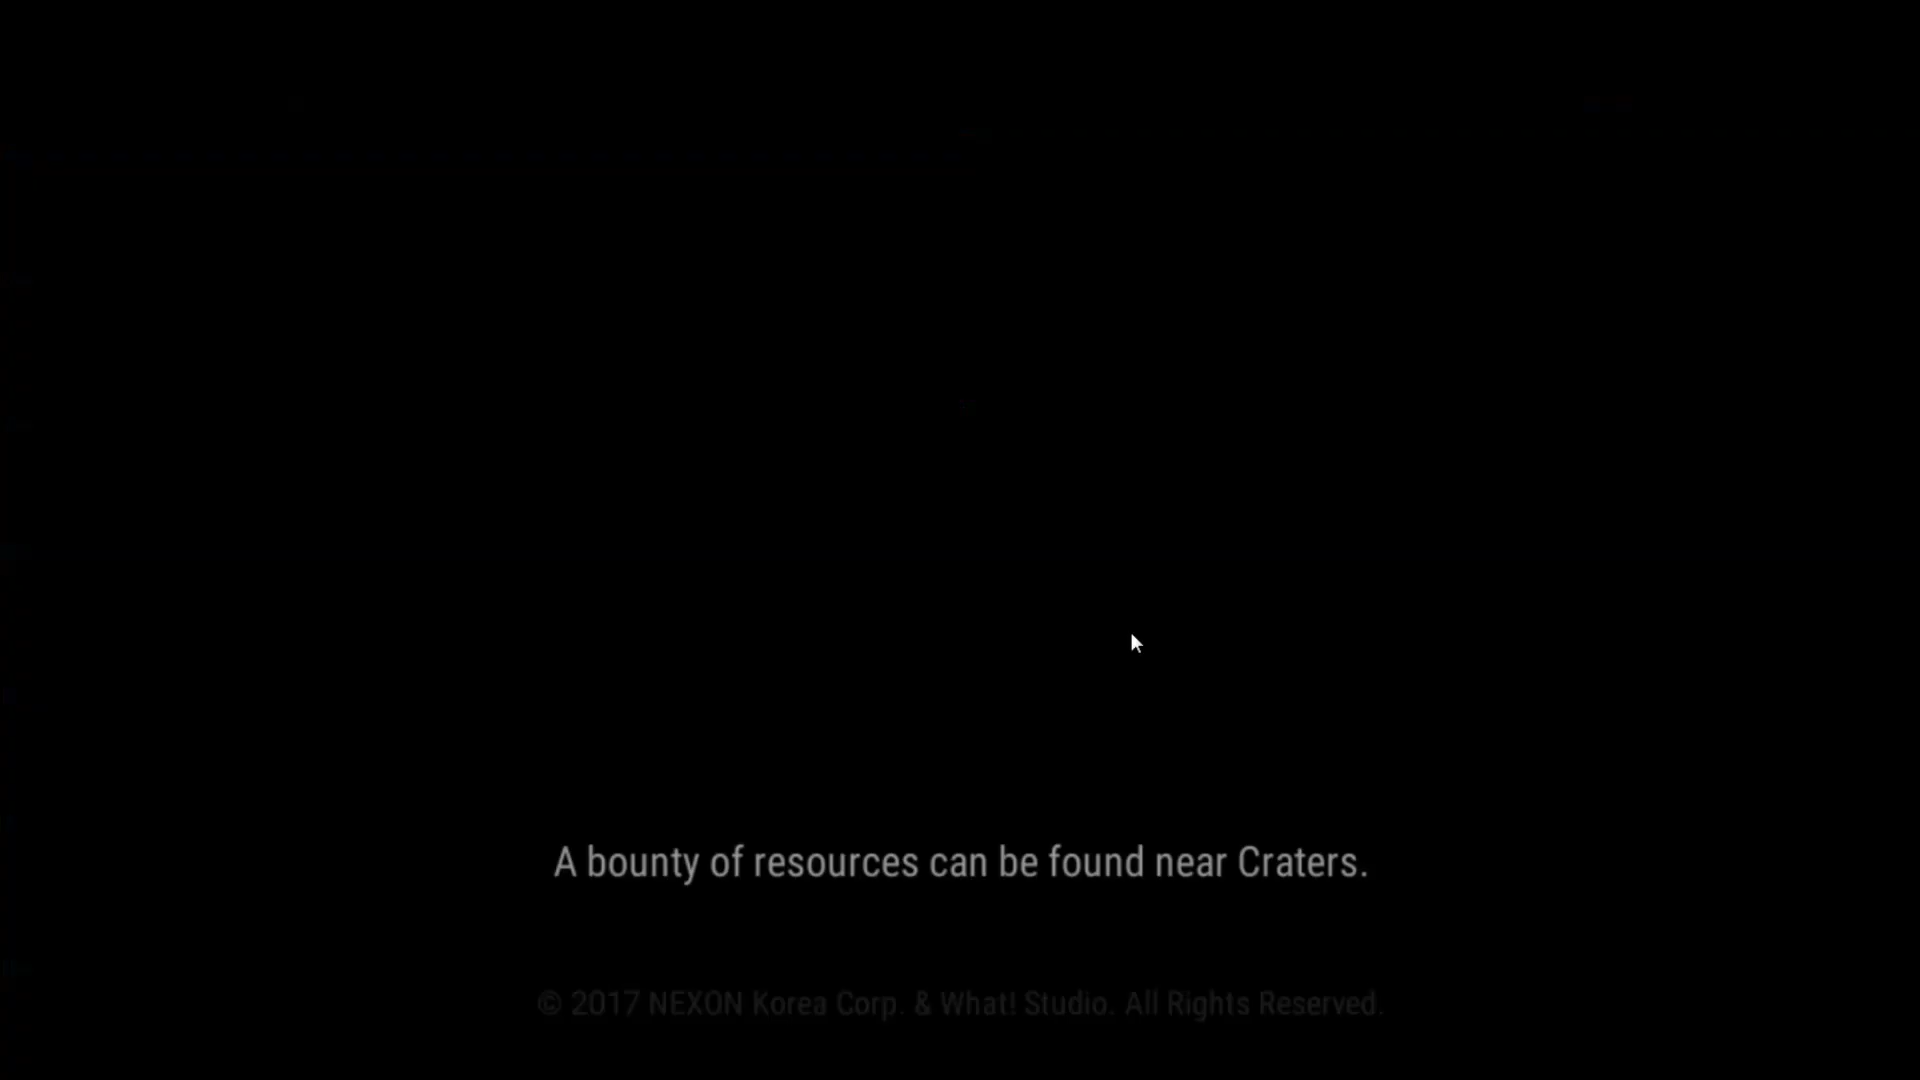 A bounty of resources can be found near Craters.
© 2017 NEXON Korea Corp. & What! Studio. All Rights Reserved.